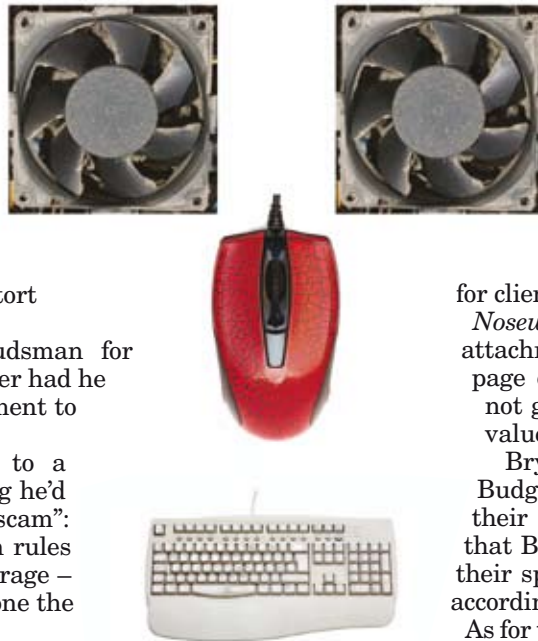 tort
udsman for
er had he
ment to
to a
g he'd
scam":
n rules
rage –
one the
for clien
Noseu
attachm
page o
not g
value
Bry
Budg
their
that B
their sp
accordin
As for